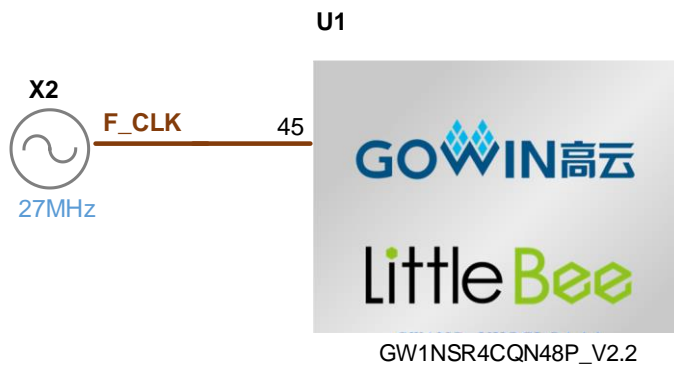 U1
X2
F_CLK
45
27MHz
GOWIN高云
LittleBee
GW1NSR4CQN48P_V2.2